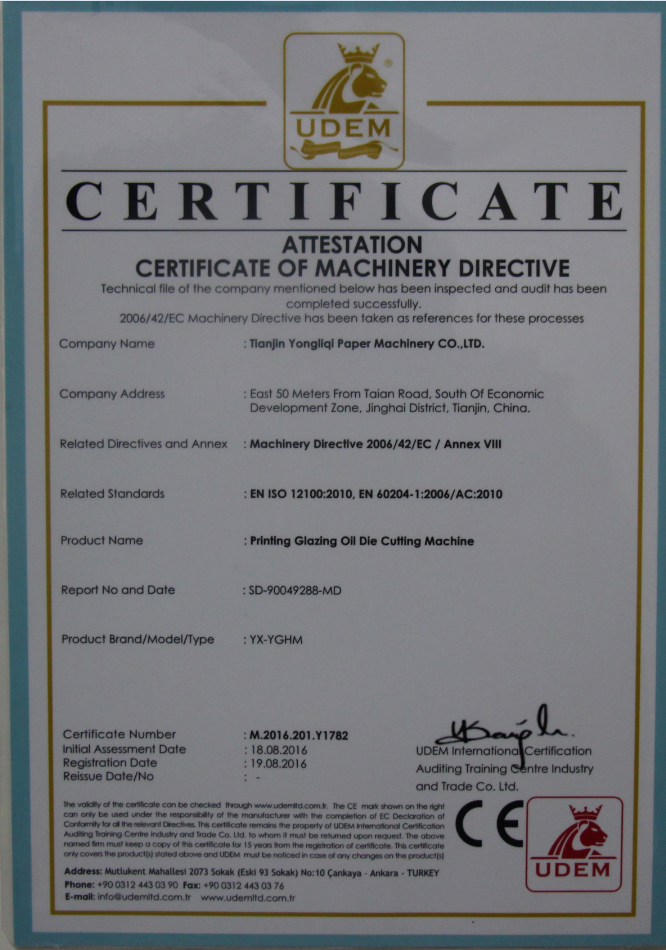 UDEM
®
CERTIFICATE
ATTESTATION
CERTIFICATE OF MACHINERY DIRECTIVE
Technical file of the company mentioned below has been inspected and audit has been
completed successfully.
2006/42/EC Machinery Directive has been taken as references for these processes
Company Name : Tianjin Yongliqi Paper Machinery CO.,LTD.
Company Address : East 50 Meters From Taian Road, South Of Economic
Development Zone, Jinghai District, Tianjin, China.
Related Directives and Annex : Machinery Directive 2006/42/EC / Annex VIII
Related Standards : EN ISO 12100:2010, EN 60204-1:2006/AC:2010
Product Name : Printing Glazing Oil Die Cutting Machine
Report No and Date : SD-90049288-MD
Product Brand/Model/Type : YX-YGHM
Certificate Number : M.2016.201.Y1782
Initial Assessment Date : 18.08.2016
Registration Date : 19.08.2016
Reissue Date/No : -
UDEM International Certification
Auditing Training Centre Industry
and Trade Co. Ltd.
The validity of the certificate can be checked through www.udemltd.com.tr. The CE mark shown on the right
can only be used under the responsibility of the manufacturer with the completion of EC Declaration of
Conformity for all the relevant Directives. This certificate remains the property of UDEM International Certification
Auditing Training Centre Industry and Trade Co. Ltd. to whom it must be returned upon request. The above
named firm must keep a copy of this certificate for 15 years from the registration of certificate. This certificate
only covers the product(s) stated above and UDEM must be noticed in case of any changes on the product(s)
CE
UDEM
Address: Mutlukent Mahallesi 2073 Sokak (Eski 93 Sokak) No:10 Çankaya - Ankara - TURKEY
Phone: +90 0312 443 03 90 Fax: +90 0312 443 03 76
E-mail: info@udemltd.com.tr www.udemltd.com.tr